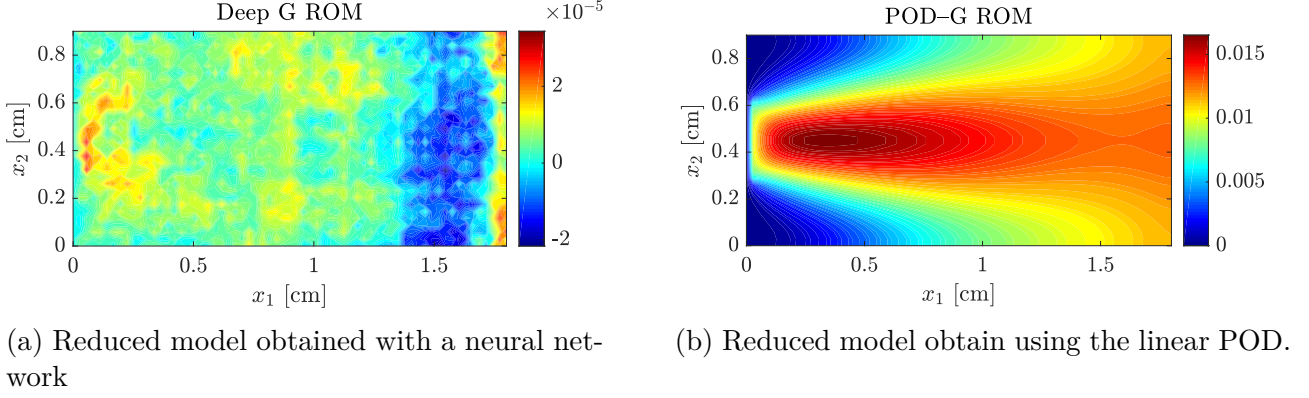 Deep G ROM
×10⁻⁵
0.8
0.6
0.4
0.2
0
x₂ [cm]
0
0.5
1
1.5
x₁ [cm]
2
0
-2
POD–G ROM
0.8
0.6
0.4
0.2
0
x₂ [cm]
0
0.5
1
1.5
x₁ [cm]
0.015
0.01
0.005
0
(a) Reduced model obtained with a neural net-
work
(b) Reduced model obtain using the linear POD.